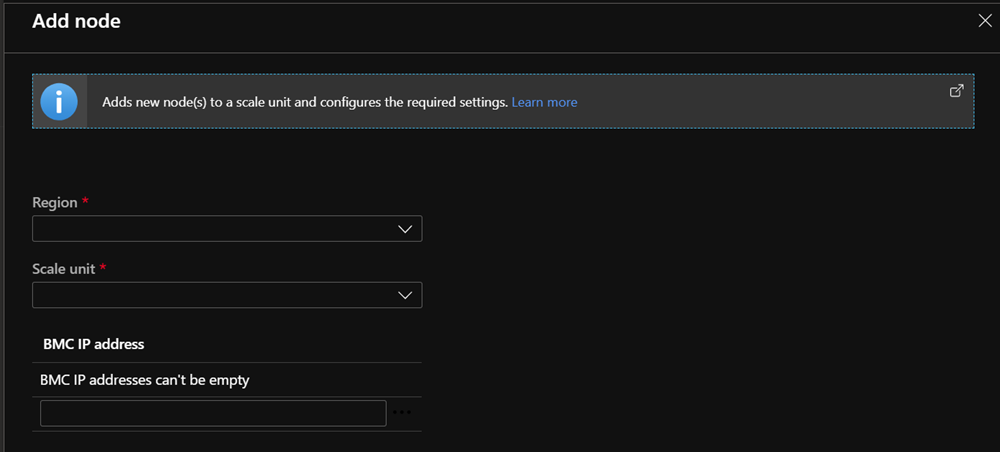 Add node
Adds new node(s) to a scale unit and configures the required settings. Learn more
Region *
Scale unit *
BMC IP address
BMC IP addresses can't be empty